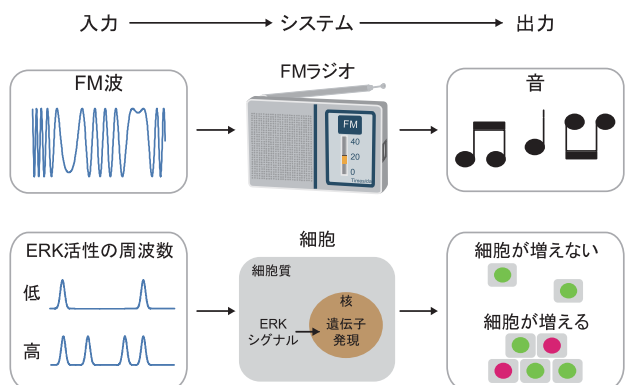 入力 システム 出力
FM波
FMラジオ
音
FM
40
20
0
ERK活性の周波数
低
高
細胞
細胞質
核
ERK
シグナル
遺伝子
発現
細胞が増えない
細胞が増える